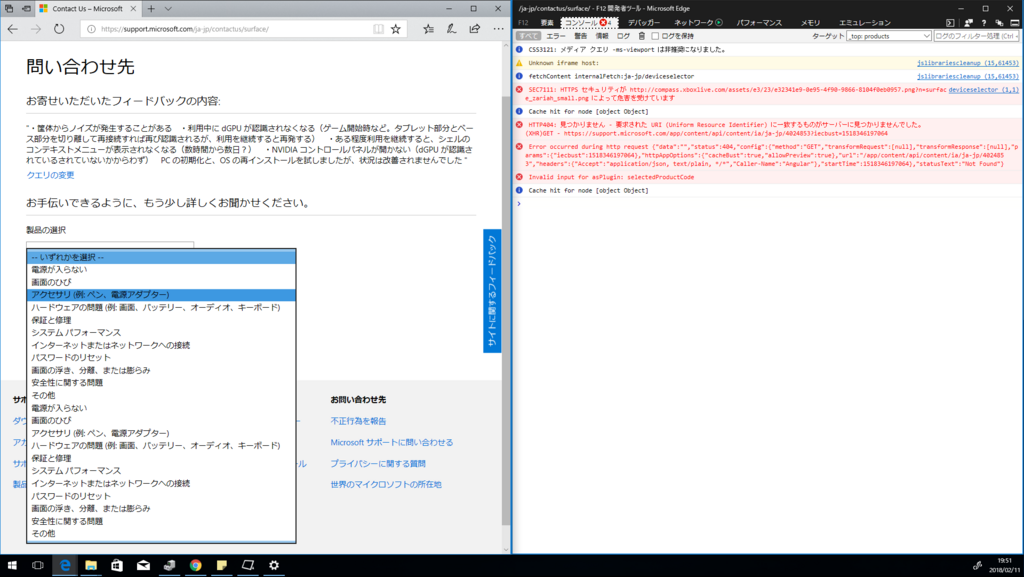 Contact Us – Microsoft
https://support.microsoft.com/ja-jp/contactus/surface/
問い合わせ先
お寄せいただいたフィードバックの内容:
"・筐体からノイズが発生することがある　・利用中に dGPU が認識されなくなる（ゲーム開始時など。タブレット部分とベー
ス部分を切り離して再接続すれば再び認識されるが、利用を継続すると再発する）　・ある程度利用を継続すると、シェルの
コンテキストメニューが表示されなくなる（数時間から数日？）　・NVIDIA コントロールパネルが開かない（dGPU が認識さ
れているされていないかかわらず）　PC の初期化と、OS の再インストールを試しましたが、状況は改善されませんでした "
クエリの変更
お手伝いできるように、もう少し詳しくお聞かせください。
製品の選択
-- いずれかを選択 --
電源が入らない
画面のひび
アクセサリ (例: ペン、電源アダプター)
ハードウェアの問題 (例: 画面、バッテリー、オーディオ、キーボード)
保証と修理
システム パフォーマンス
インターネットまたはネットワークへの接続
パスワードのリセット
画面の浮き、分離、または膨らみ
安全性に関する問題
その他
電源が入らない
画面のひび
アクセサリ (例: ペン、電源アダプター)
ハードウェアの問題 (例: 画面、バッテリー、オーディオ、キーボード)
保証と修理
システム パフォーマンス
インターネットまたはネットワークへの接続
パスワードのリセット
画面の浮き、分離、または膨らみ
安全性に関する問題
その他
サイトに関するフィードバック
お問い合わせ先
不正行為を報告
Microsoft サポートに問い合わせる
プライバシーに関する質問
世界のマイクロソフトの所在地
/ja-jp/contactus/surface/ - F12 開発者ツール - Microsoft Edge
F12 要素 コンソール デバッガー ネットワーク パフォーマンス メモリ エミュレーション
すべて エラー 警告 情報 ログ ログを保持 ターゲット _top: products ログのフィルター処理 (Ctrl
CSS3121: メディア クエリ -ms-viewport は非推奨になりました。
Unknown iframe host: jslibrariescleanup (15,61453)
fetchContent internalFetch:ja-jp/deviceselector jslibrariescleanup (15,61453)
SEC7111: HTTPS セキュリティが http://compass.xboxlive.com/assets/e3/23/e32341e9-0e95-4f90-9866-8104f0eb0957.png?n=surfac deviceselector (1,1)
e_zariah_small.png によって危害を受けています
Cache hit for node [object Object]
HTTP404: 見つかりません - 要求された URI (Uniform Resource Identifier) に一致するものがサーバーに見つかりませんでした。
(XHR)GET - https://support.microsoft.com/app/content/api/content/ia/ja-jp/4024853?iecbust=1518346197064
Error occurred during http request {"data":"","status":404,"config":{"method":"GET","transformRequest":[null],"transformResponse":[null],"p
arams":{"iecbust":1518346197064},"httpAppOptions":{"cacheBust":true,"allowPreview":true},"url":"/app/content/api/content/ia/ja-jp/402485
3","headers":{"Accept":"application/json, text/plain, */*","Caller-Name":"Angular"},"startTime":1518346197064},"statusText":"Not Found"}
Invalid input for asPlugin: selectedProductCode
Cache hit for node [object Object]
19:51
2018/02/11